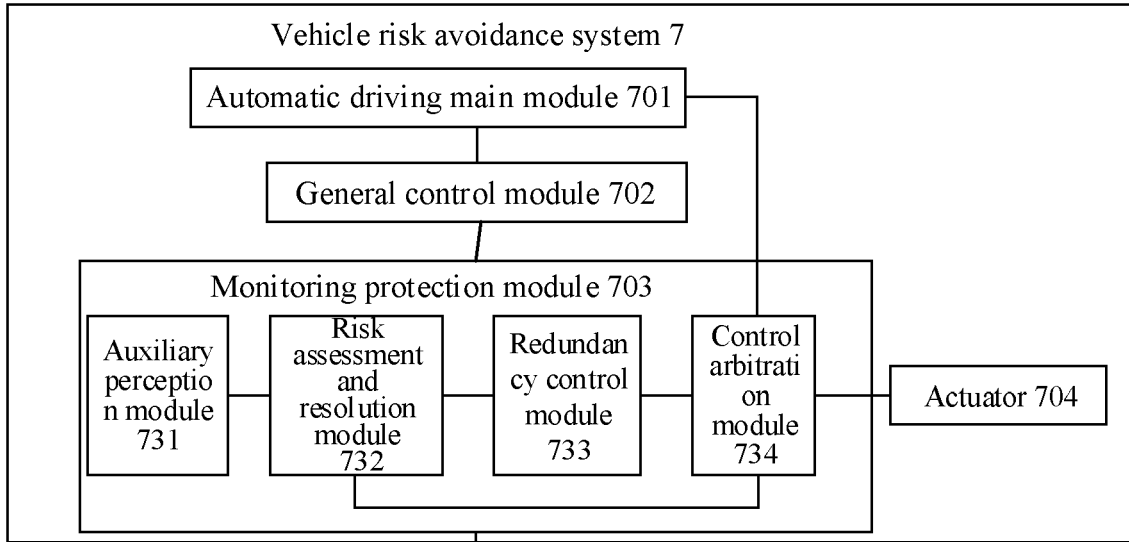 Vehicle risk avoidance system 7
Automatic driving main module 701
General control module 702
Monitoring protection module 703
Auxiliary
perceptio
n module
731
Risk
assessment
and
resolution
module
732
Redundan
cy control
module
733
Control
arbitrati
on
module
734
Actuator 704